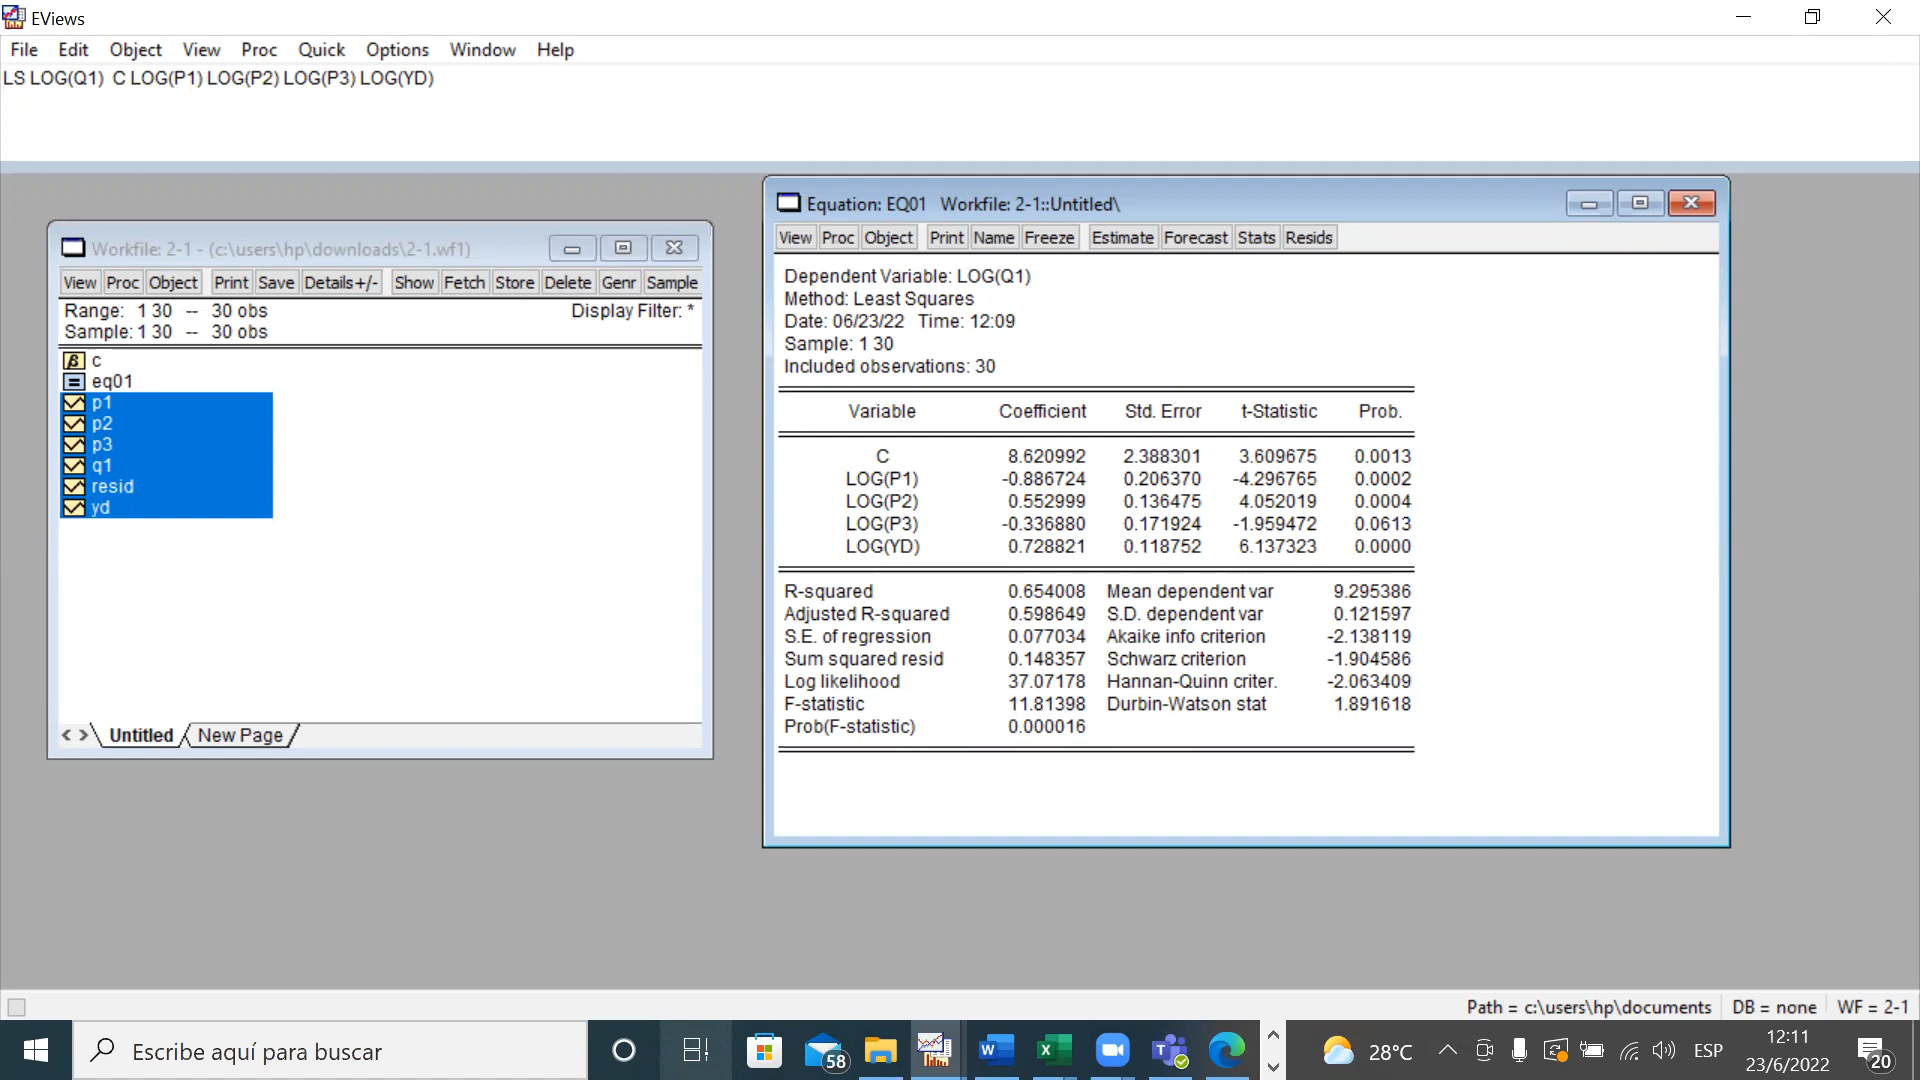 EViews
File Edit Object View Proc Quick Options Window Help
LS LOG(Q1) C LOG(P1) LOG(P2) LOG(P3) LOG(YD)
Workfile: 2-1 - (c:\users\hp\downloads\2-1.wf1)
View Proc Object Print Save Details+/- Show Fetch Store Delete Genr Sample
Range: 1 30 -- 30 obs Display Filter: *
Sample: 1 30 -- 30 obs
β c
eq01
p1
p2
p3
q1
resid
yd
< > Untitled New Page
Equation: EQ01 Workfile: 2-1::Untitled\
View Proc Object Print Name Freeze Estimate Forecast Stats Resids
Dependent Variable: LOG(Q1)
Method: Least Squares
Date: 06/23/22 Time: 12:09
Sample: 1 30
Included observations: 30
Variable Coefficient Std. Error t-Statistic Prob.
C 8.620992 2.388301 3.609675 0.0013
LOG(P1) -0.886724 0.206370 -4.296765 0.0002
LOG(P2) 0.552999 0.136475 4.052019 0.0004
LOG(P3) -0.336880 0.171924 -1.959472 0.0613
LOG(YD) 0.728821 0.118752 6.137323 0.0000
R-squared 0.654008 Mean dependent var 9.295386
Adjusted R-squared 0.598649 S.D. dependent var 0.121597
S.E. of regression 0.077034 Akaike info criterion -2.138119
Sum squared resid 0.148357 Schwarz criterion -1.904586
Log likelihood 37.07178 Hannan-Quinn criter. -2.063409
F-statistic 11.81398 Durbin-Watson stat 1.891618
Prob(F-statistic) 0.000016
Path = c:\users\hp\documents DB = none WF = 2-1
Escribe aquí para buscar
58
W
X
T
28°C
ESP
12:11
23/6/2022
20